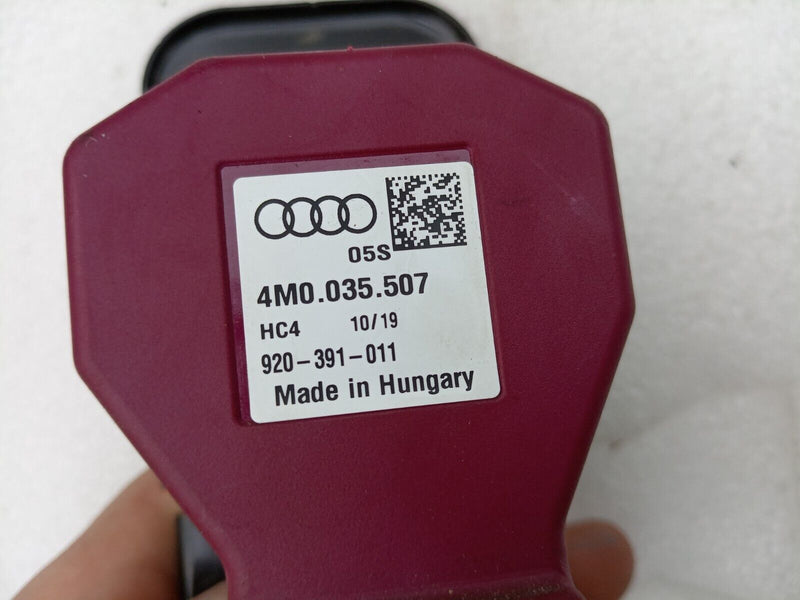 05S
4M0.035.507
HC4 10/19
920-391-011
Made in Hungary